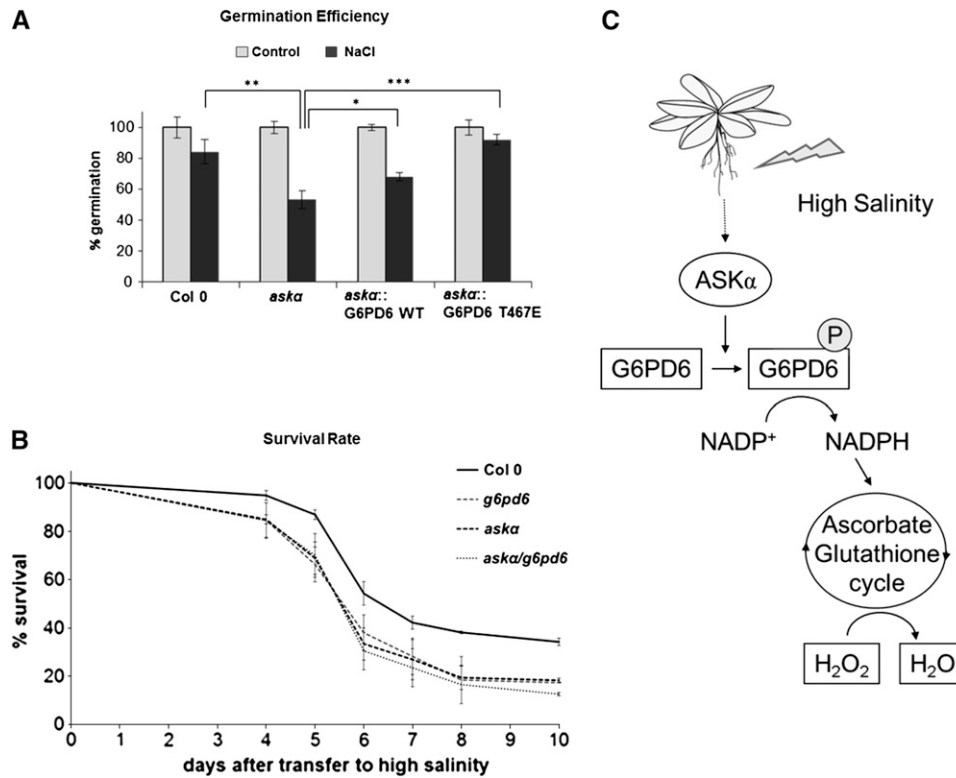 A
Germination Efficiency
Control NaCl
** *** *
% germination
100
80
60
40
20
0
Col 0 askα askα:: askα::
G6PD6 WT G6PD6 T467E
B
Survival Rate
Col 0
g6pd6
askα
askα/g6pd6
% survival
100
80
60
40
20
0
0 1 2 3 4 5 6 7 8 9 10
days after transfer to high salinity
C
High Salinity
ASKα
P
G6PD6 G6PD6
NADP⁺ NADPH
Ascorbate
Glutathione
cycle
H₂O₂ H₂O